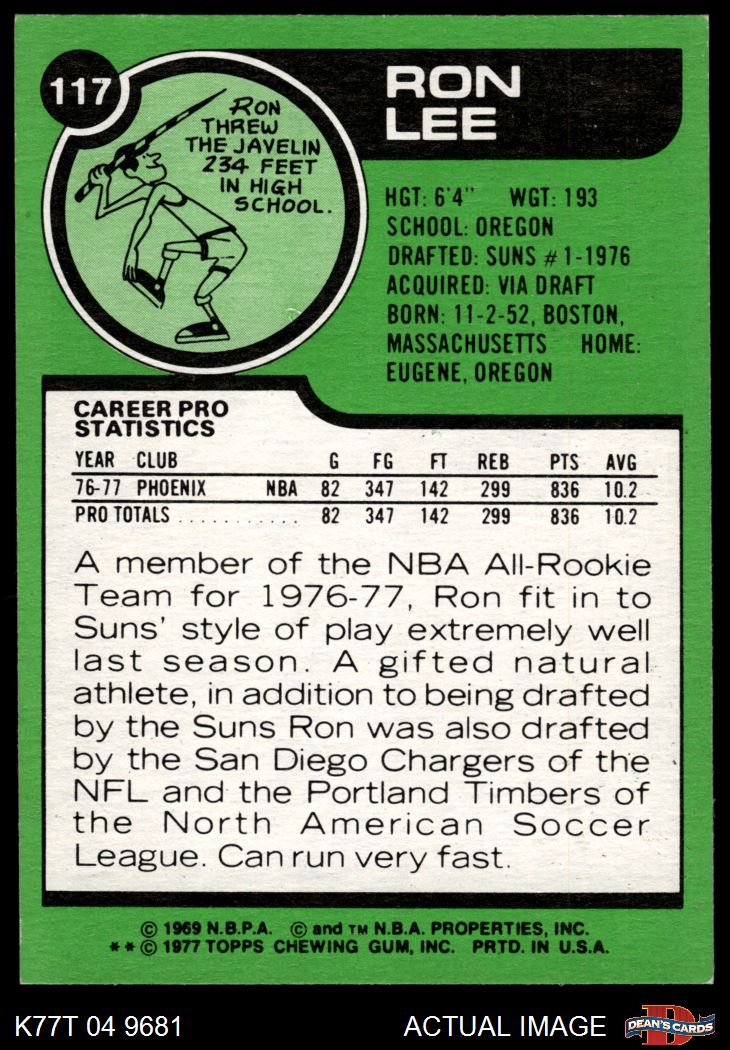 117
RON
LEE
RON
THREW
THE JAVELIN
234 FEET
IN HIGH
SCHOOL.
HGT: 6'4" WGT: 193
SCHOOL: OREGON
DRAFTED: SUNS #1-1976
ACQUIRED: VIA DRAFT
BORN: 11-2-52, BOSTON,
MASSACHUSETTS HOME:
EUGENE, OREGON
CAREER PRO
STATISTICS
YEAR CLUB G FG FT REB PTS AVG
76-77 PHOENIX NBA 82 347 142 299 836 10.2
PRO TOTALS ........... 82 347 142 299 836 10.2
A member of the NBA All-Rookie
Team for 1976-77, Ron fit in to
Suns' style of play extremely well
last season. A gifted natural
athlete, in addition to being drafted
by the Suns Ron was also drafted
by the San Diego Chargers of the
NFL and the Portland Timbers of
the North American Soccer
League. Can run very fast.
© 1969 N.B.P.A. © and TM N.B.A. PROPERTIES, INC.
**© 1977 TOPPS CHEWING GUM, INC. PRTD. IN U.S.A.
K77T 04 9681 ACTUAL IMAGE D DEAN'S CARDS